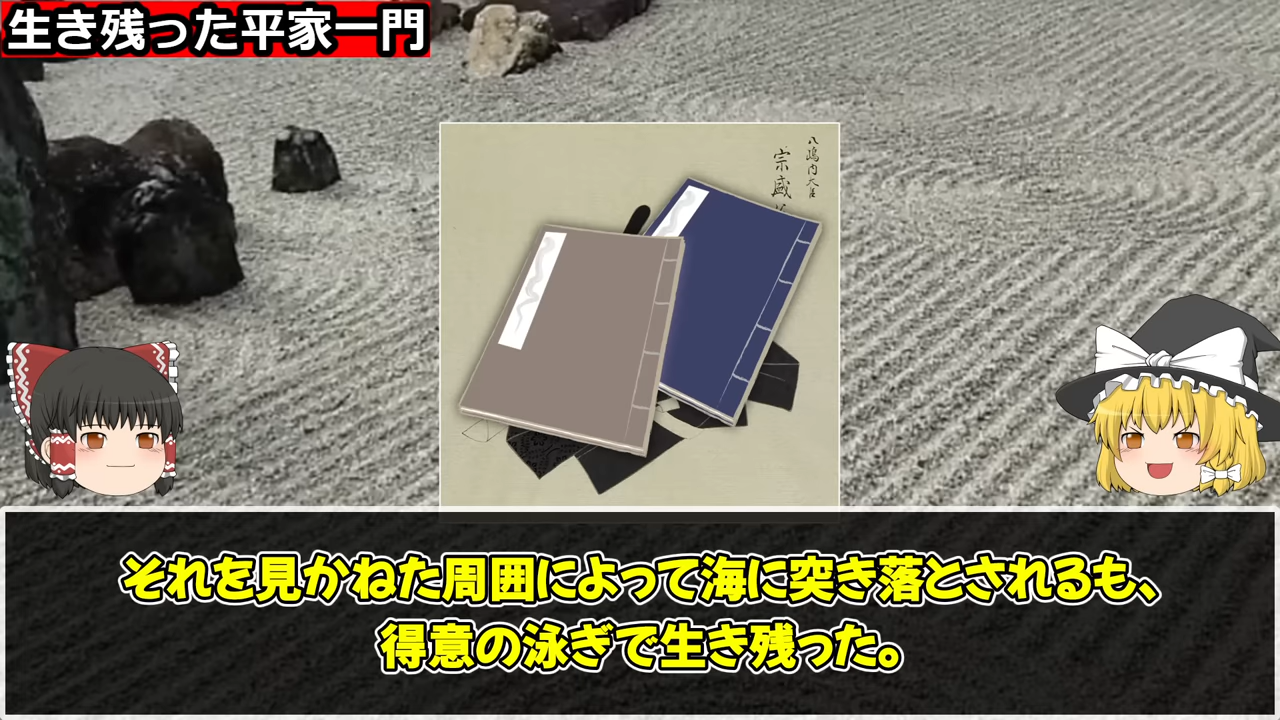 生き残った平家一門
八嶋内大臣
宗盛
それを見かねた周囲によって海に突き落とされるも、
得意の泳ぎで生き残った。